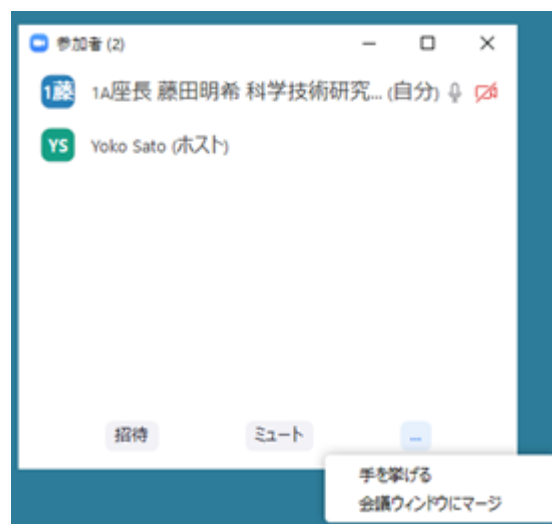 参加者 (2)
1藤 1A座長 藤田明希 科学技術研究... (自分)
YS Yoko Sato (ホスト)
招待 ミュート ...
手を挙げる
会議ウィンドウにマージ